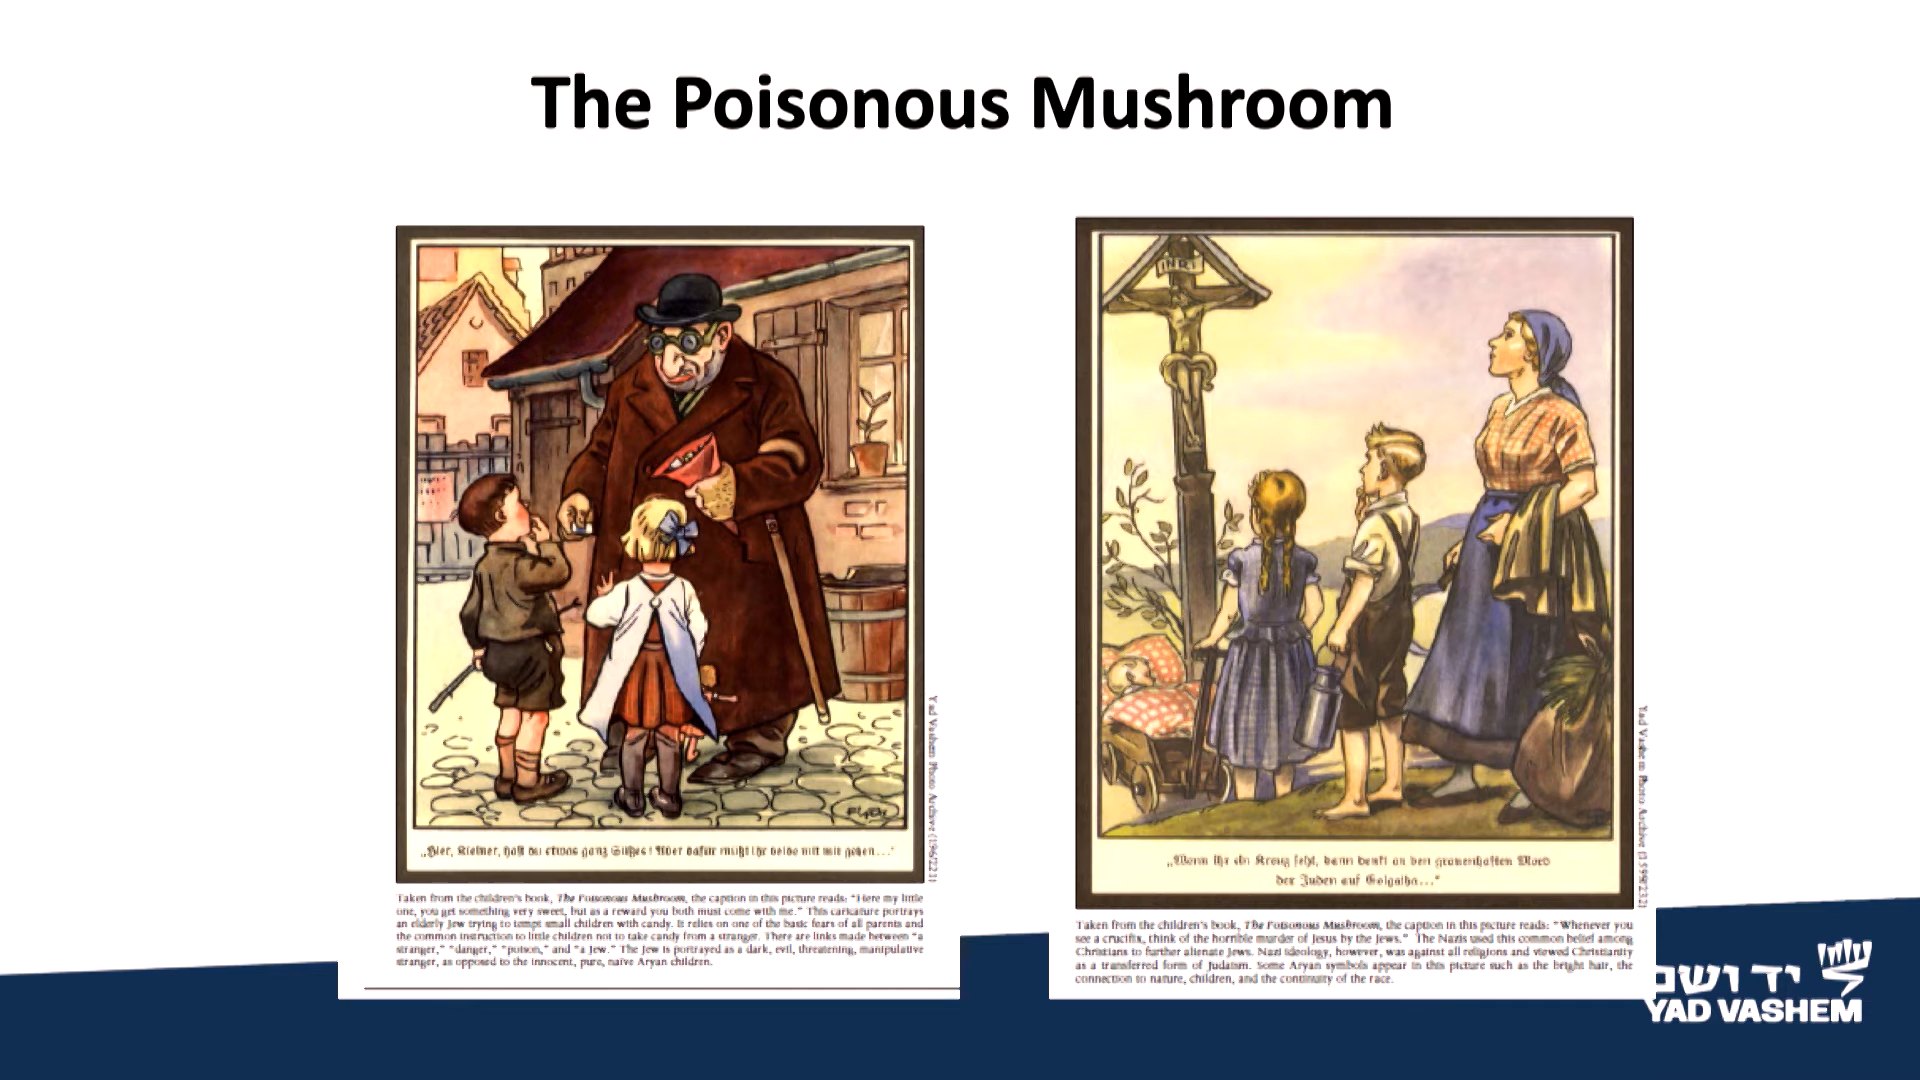 The Poisonous Mushroom
INRI
„Hier, Kleiner, hast du etwas ganz Süßes! Aber dafür müßt ihr beide mit mir gehen...“
Yad Vashem Photo Archive (196/223)
Taken from the children's book, The Poisonous Mushroom, the caption in this picture reads: "Here my little
one, you get something very sweet, but as a reward you both must come with me." This caricature portrays
an elderly Jew trying to tempt small children with candy. It relies on one of the basic fears of all parents and
the common instruction to little children not to take candy from a stranger. There are links made between "a
stranger," "danger," "poison," and "a Jew." The Jew is portrayed as a dark, evil, threatening, manipulative
stranger, as opposed to the innocent, pure, naive Aryan children.
„Wenn ihr ein Kreuz seht, dann denkt an den grauenhaften Mord
der Juden auf Golgatha...“
Yad Vashem Photo Archive
Taken from the children's book, The Poisonous Mushroom, the caption in this picture reads: "Whenever you
see a crucifix, think of the horrible murder of Jesus by the Jews." The Nazis used this common belief among
Christians to further alienate Jews. Nazi ideology, however, was against all religions and viewed Christianity
as a transferred form of Judaism. Some Aryan symbols appear in this picture such as the bright hair, the
connection to nature, children, and the continuity of the race.
יד ושם
YAD VASHEM